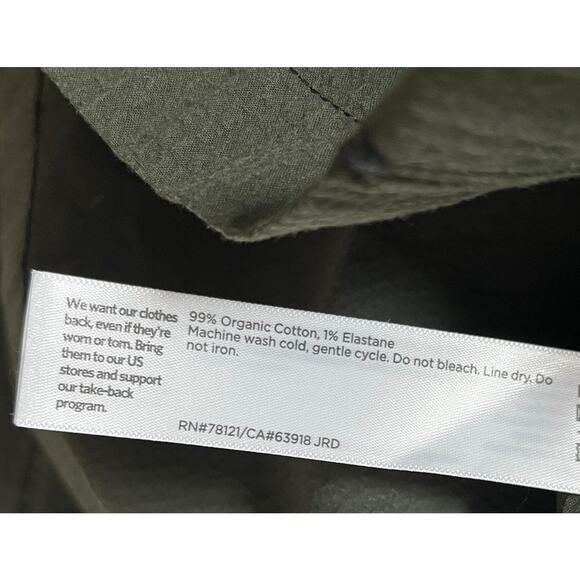 We want our clothes
back, even if they're
worn or torn. Bring
them to our US
stores and support
our take-back
program.
99% Organic Cotton, 1% Elastane
Machine wash cold, gentle cycle. Do not bleach. Line dry. Do
not iron.
RN#78121/CA#63918 JRD